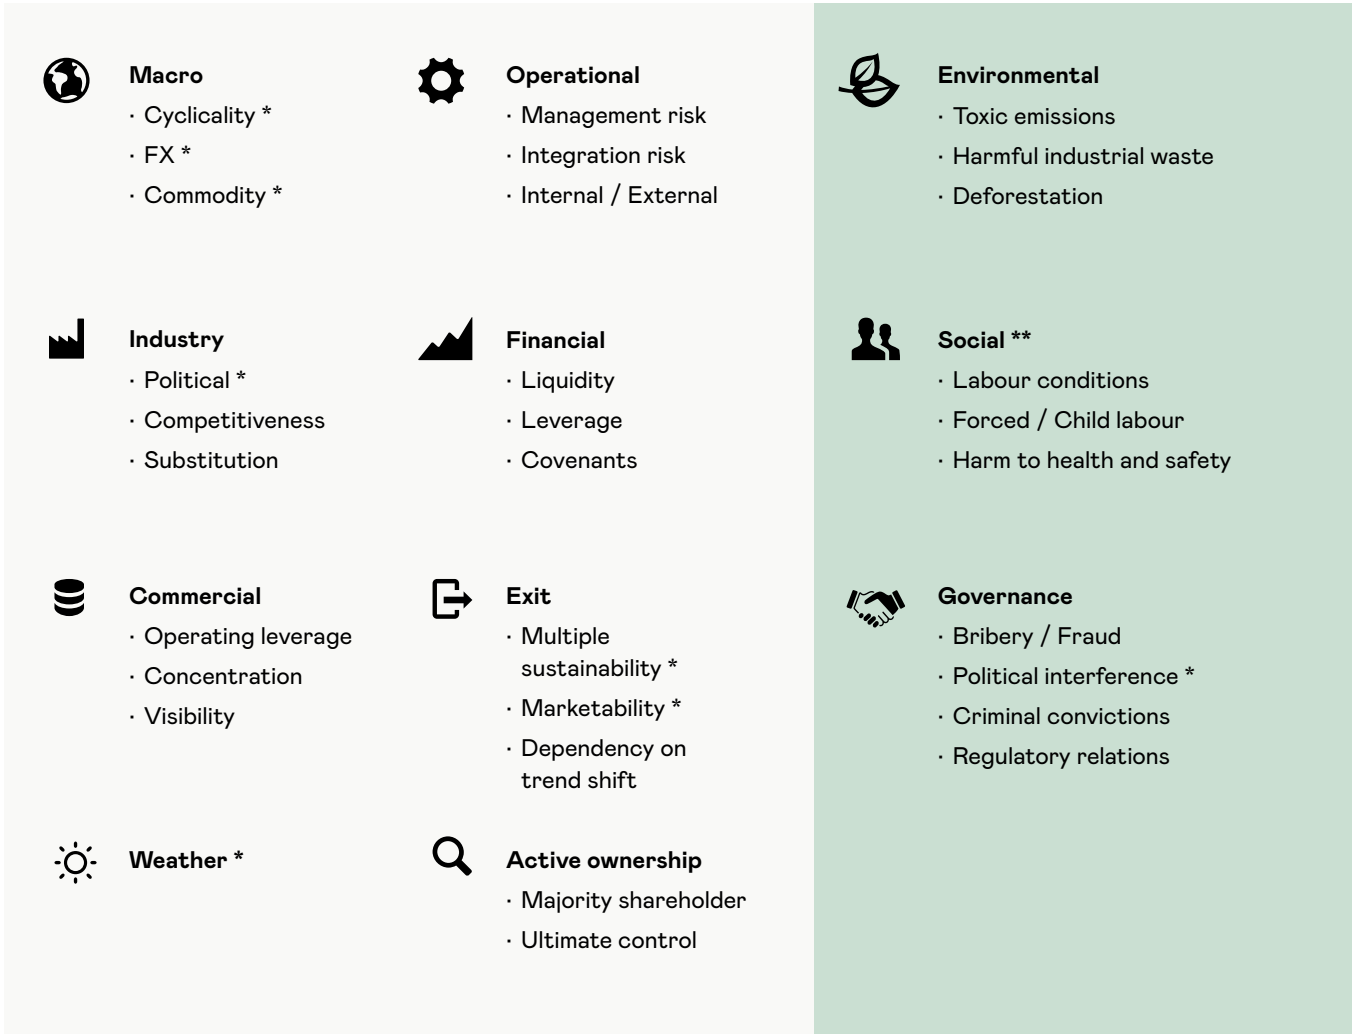 Macro
· Cyclicality *
· FX *
· Commodity *
Operational
· Management risk
· Integration risk
· Internal / External
Environmental
· Toxic emissions
· Harmful industrial waste
· Deforestation
Industry
· Political *
· Competitiveness
· Substitution
Financial
· Liquidity
· Leverage
· Covenants
Social **
· Labour conditions
· Forced / Child labour
· Harm to health and safety
Commercial
· Operating leverage
· Concentration
· Visibility
Exit
· Multiple
sustainability *
· Marketability *
· Dependency on
trend shift
Governance
· Bribery / Fraud
· Political interference *
· Criminal convictions
· Regulatory relations
Weather *
Active ownership
· Majority shareholder
· Ultimate control